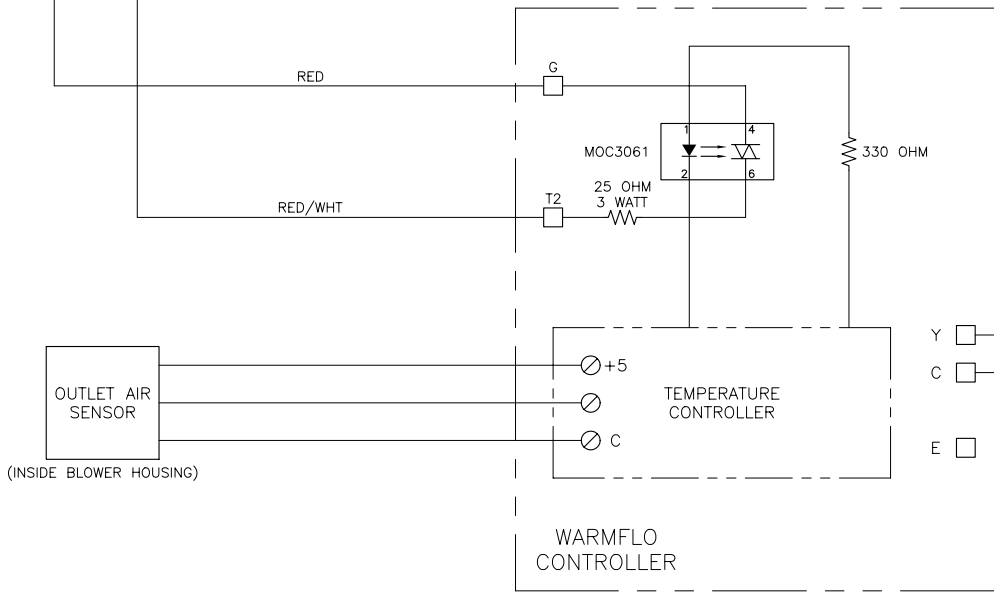 RED
G
1
4
MOC3061
330 OHM
2
6
25 OHM
3 WATT
RED/WHT
T2
Y
+5
C
OUTLET AIR
SENSOR
TEMPERATURE
CONTROLLER
C
E
(INSIDE BLOWER HOUSING)
WARMFLO
CONTROLLER